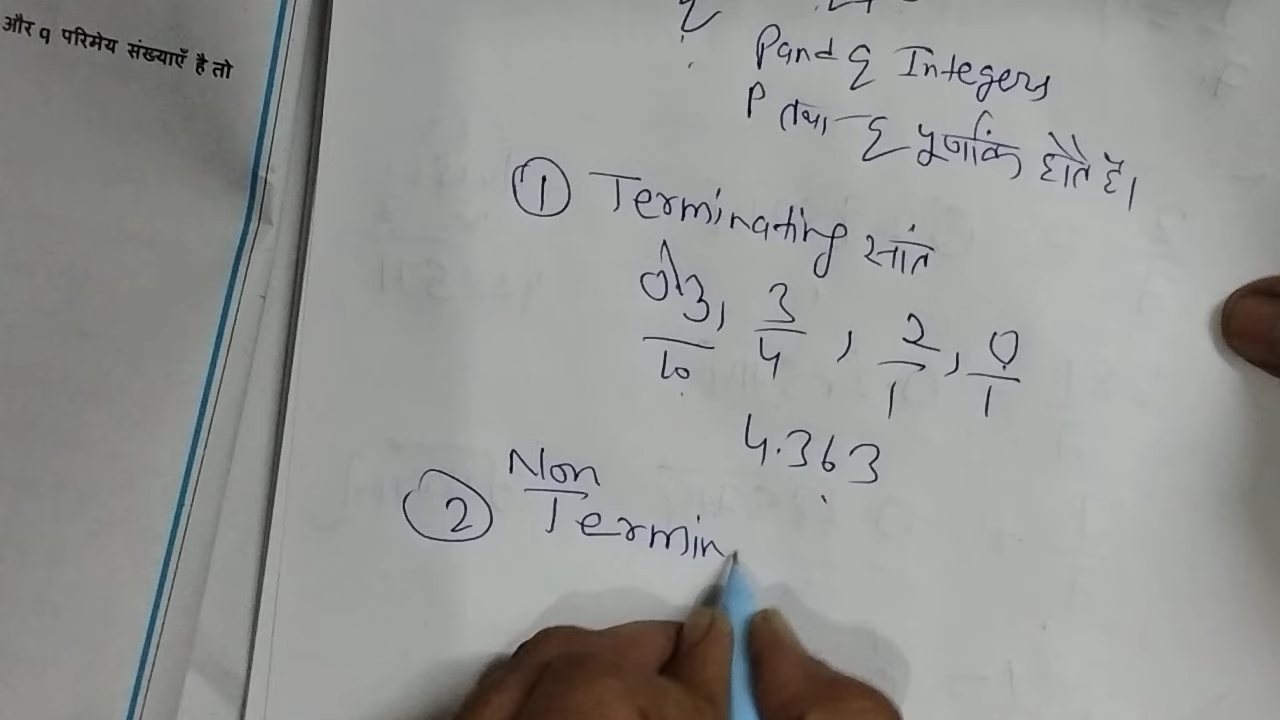 और q परिमेय संख्याएँ है तो
P and q Integers
P तथा q पूर्णांक होते है।
① Terminating सांत
0/3/10, 3/4, 2/1, 0/1
4.363
② Non
Termin